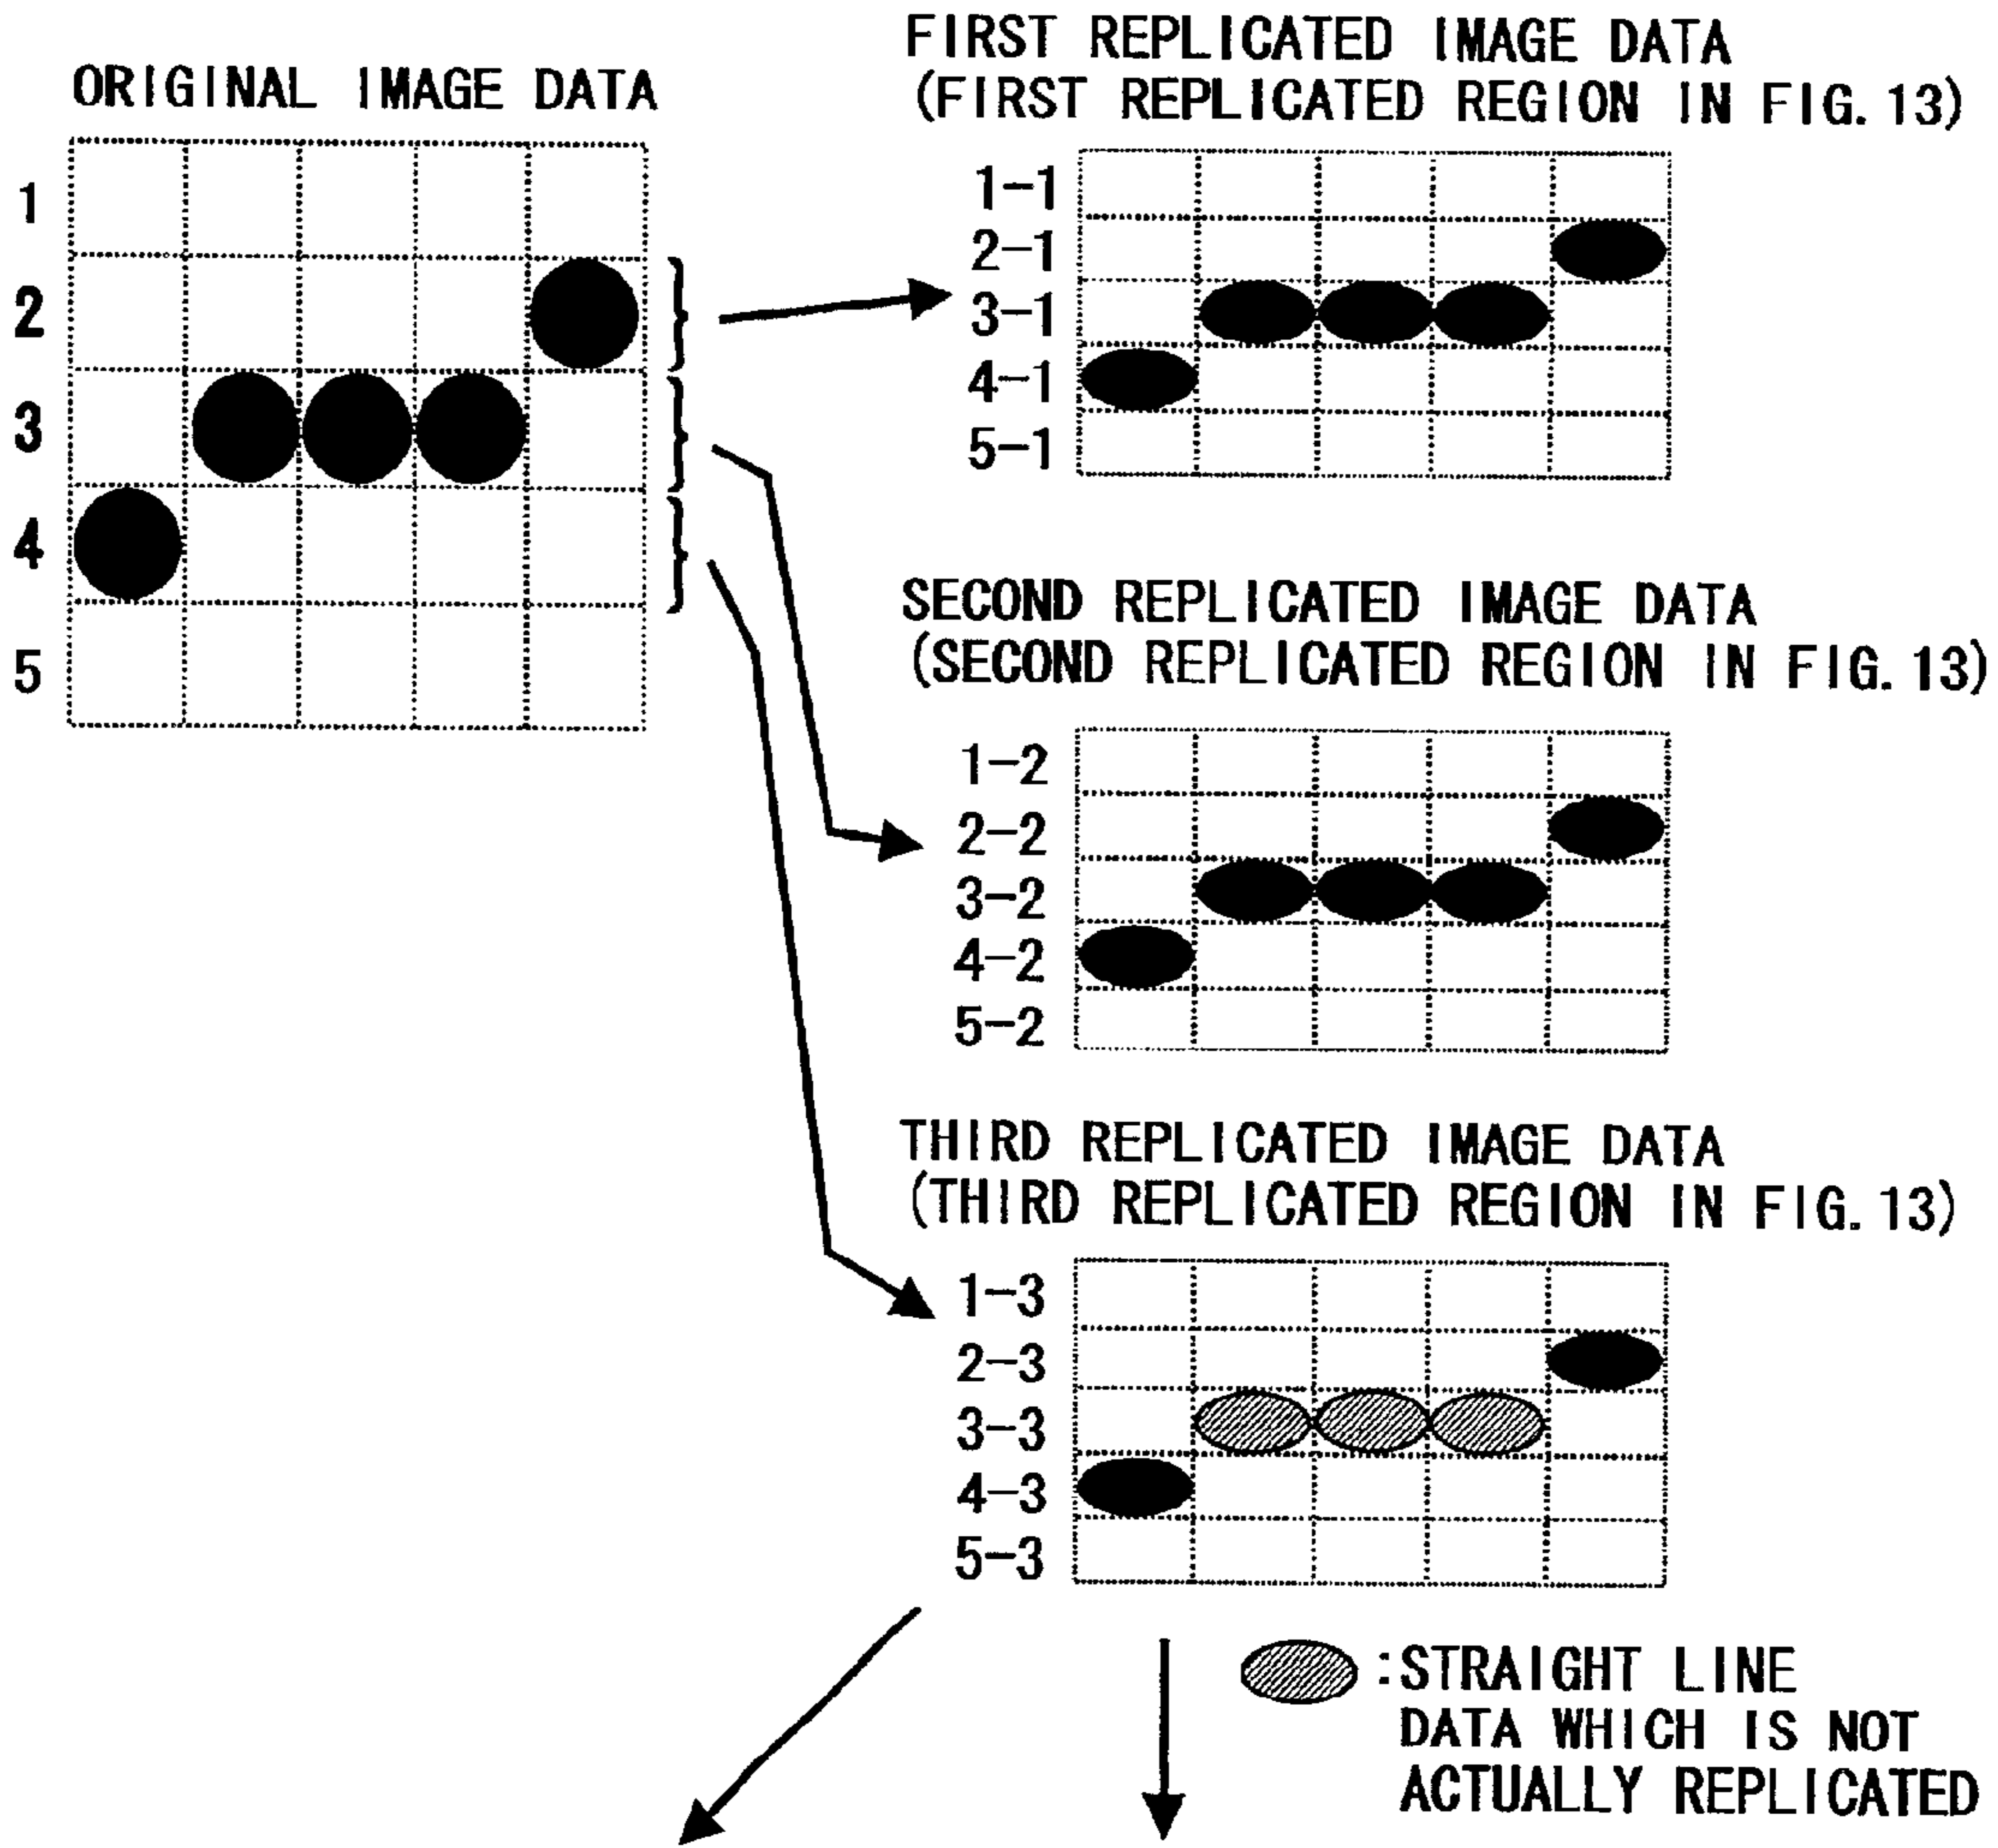 ORIGINAL IMAGE DATA
1
2
3
4
5
FIRST REPLICATED IMAGE DATA
(FIRST REPLICATED REGION IN FIG. 13)
1-1
2-1
3-1
4-1
5-1
SECOND REPLICATED IMAGE DATA
(SECOND REPLICATED REGION IN FIG. 13)
1-2
2-2
3-2
4-2
5-2
THIRD REPLICATED IMAGE DATA
(THIRD REPLICATED REGION IN FIG. 13)
1-3
2-3
3-3
4-3
5-3
:STRAIGHT LINE
DATA WHICH IS NOT
ACTUALLY REPLICATED